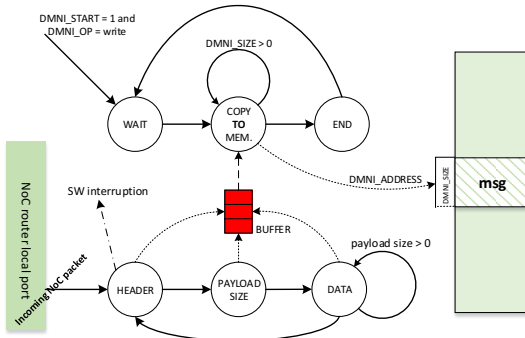 DMNI_START = 1 and
DMNI_OP = write
DMNI_SIZE > 0
WAIT
COPY
TO
MEM.
END
DMNI_ADDRESS
DMNI_SIZE
msg
NoC router local port
SW interruption
BUFFER
payload size > 0
Incoming NoC packet
HEADER
PAYLOAD
SIZE
DATA